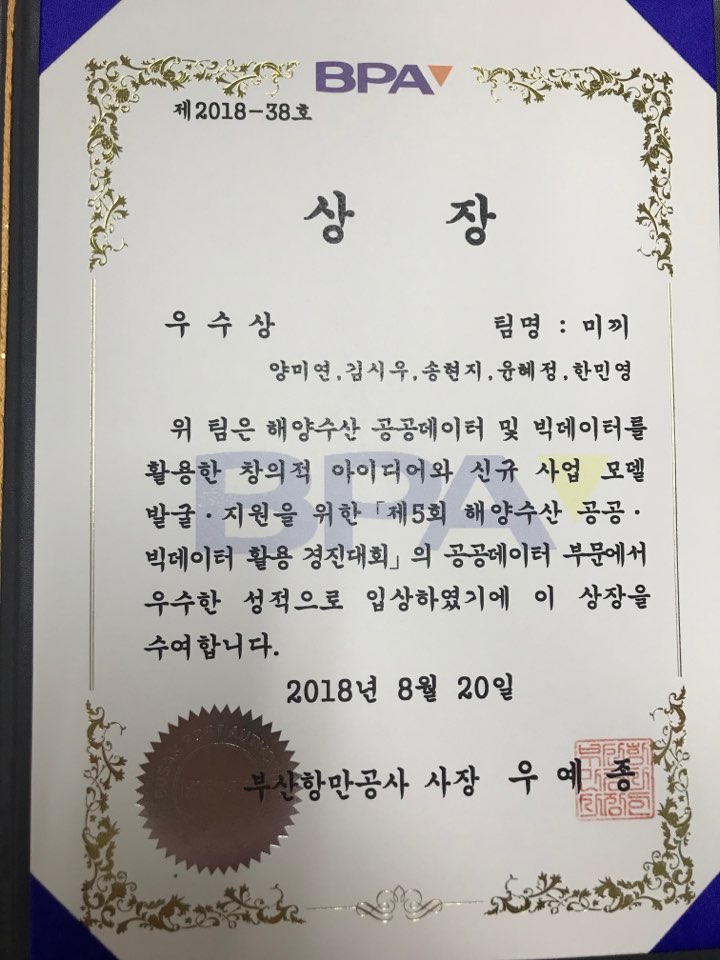 BPA
제2018-38호
상 장
우 수 상 팀명 : 미끼
양미연,김시우,송현지,윤혜정,한민영
위 팀은 해양수산 공공데이터 및 빅데이터를
활용한 창의적 아이디어와 신규 사업 모델
발굴·지원을 위한「제5회 해양수산 공공·
빅데이터 활용 경진대회」의 공공데이터 부문에서
우수한 성적으로 입상하였기에 이 상장을
수여합니다.
BPA
2018년 8월 20일
부산항만공사 사장 우 예 종